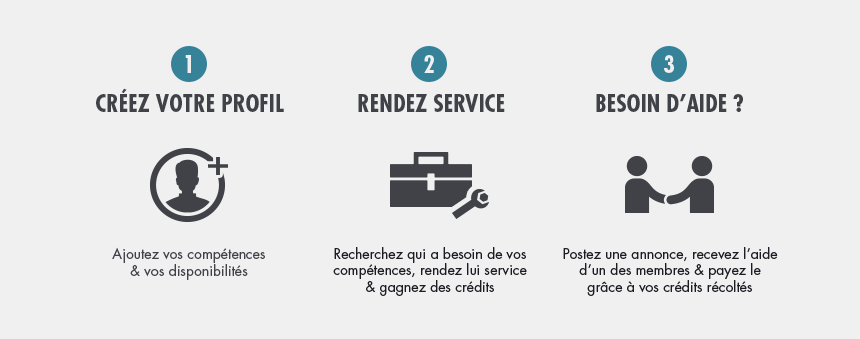 1
CRÉEZ VOTRE PROFIL
Ajoutez vos compétences
& vos disponibilités
2
RENDEZ SERVICE
Recherchez qui a besoin de vos
compétences, rendez lui service
& gagnez des crédits
3
BESOIN D’AIDE ?
Postez une annonce, recevez l’aide
d’un des membres & payez le
grâce à vos crédits récoltés